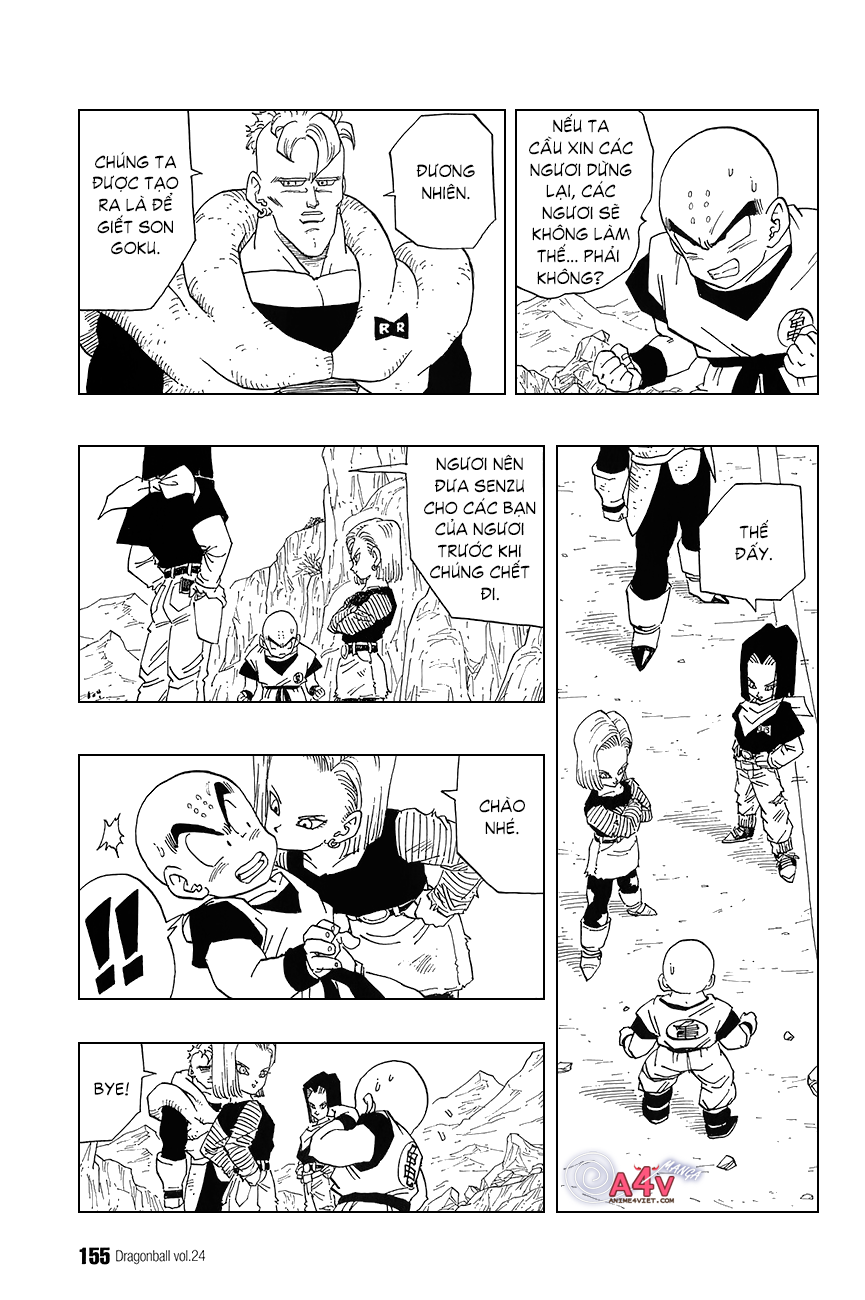 NẾU TA
CẦU XIN CÁC
NGƯƠI DỪNG
LẠI, CÁC
NGƯƠI SẼ
KHÔNG LÀM
THẾ... PHẢI
KHÔNG?
ĐƯƠNG
NHIÊN.
CHÚNG TA
ĐƯỢC TẠO
RA LÀ ĐỂ
GIẾT SON
GOKU.
RR
亀
THẾ
ĐẤY.
NGƯƠI NÊN
ĐƯA SENZU
CHO CÁC BẠN
CỦA NGƯƠI
TRƯỚC KHI
CHÚNG CHẾT
ĐI.
CHÀO
NHÉ.
!!
BYE!
A4V MANGA
ANIME4VIET.COM
155 Dragonball vol.24